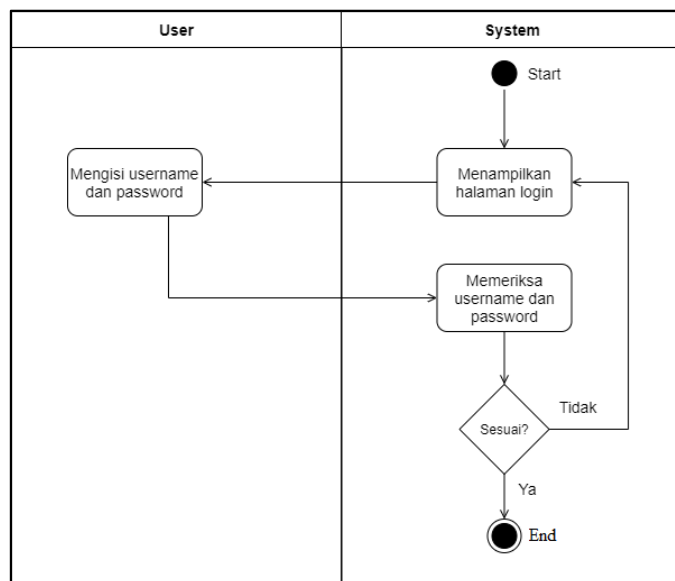 User
System
Start
Mengisi username
dan password
Menampilkan
halaman login
Memeriksa
username dan
password
Tidak
Sesuai?
Ya
End